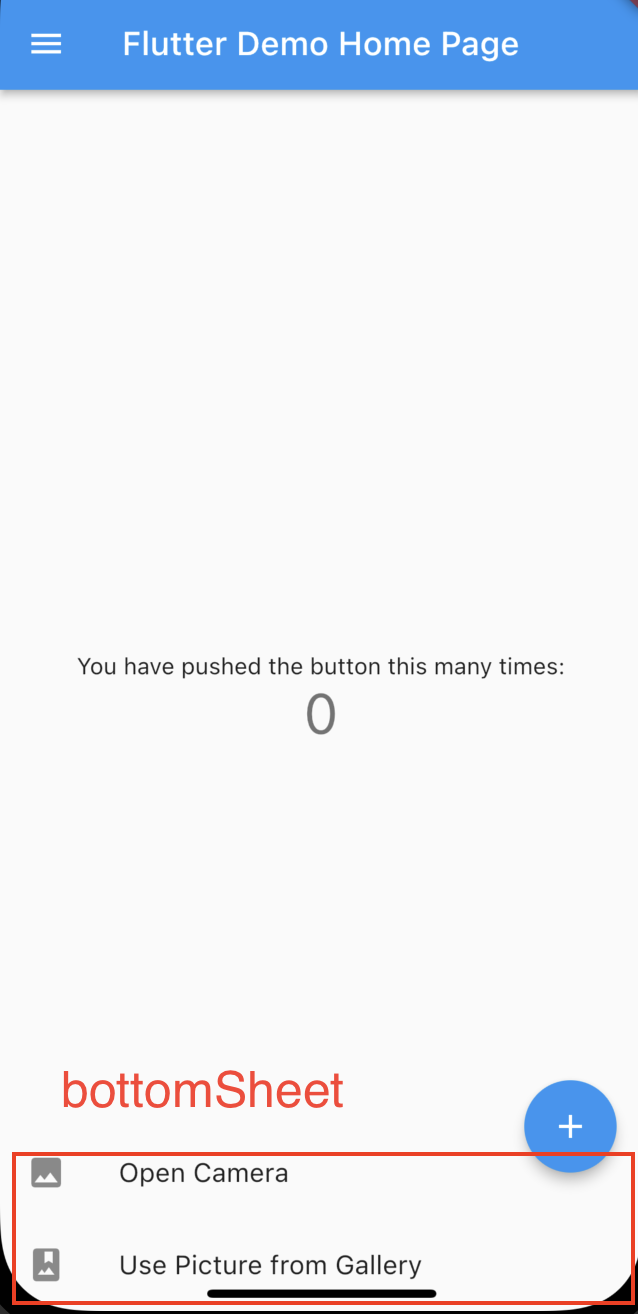 Flutter Demo Home Page
You have pushed the button this many times:
0
bottomSheet
Open Camera
Use Picture from Gallery